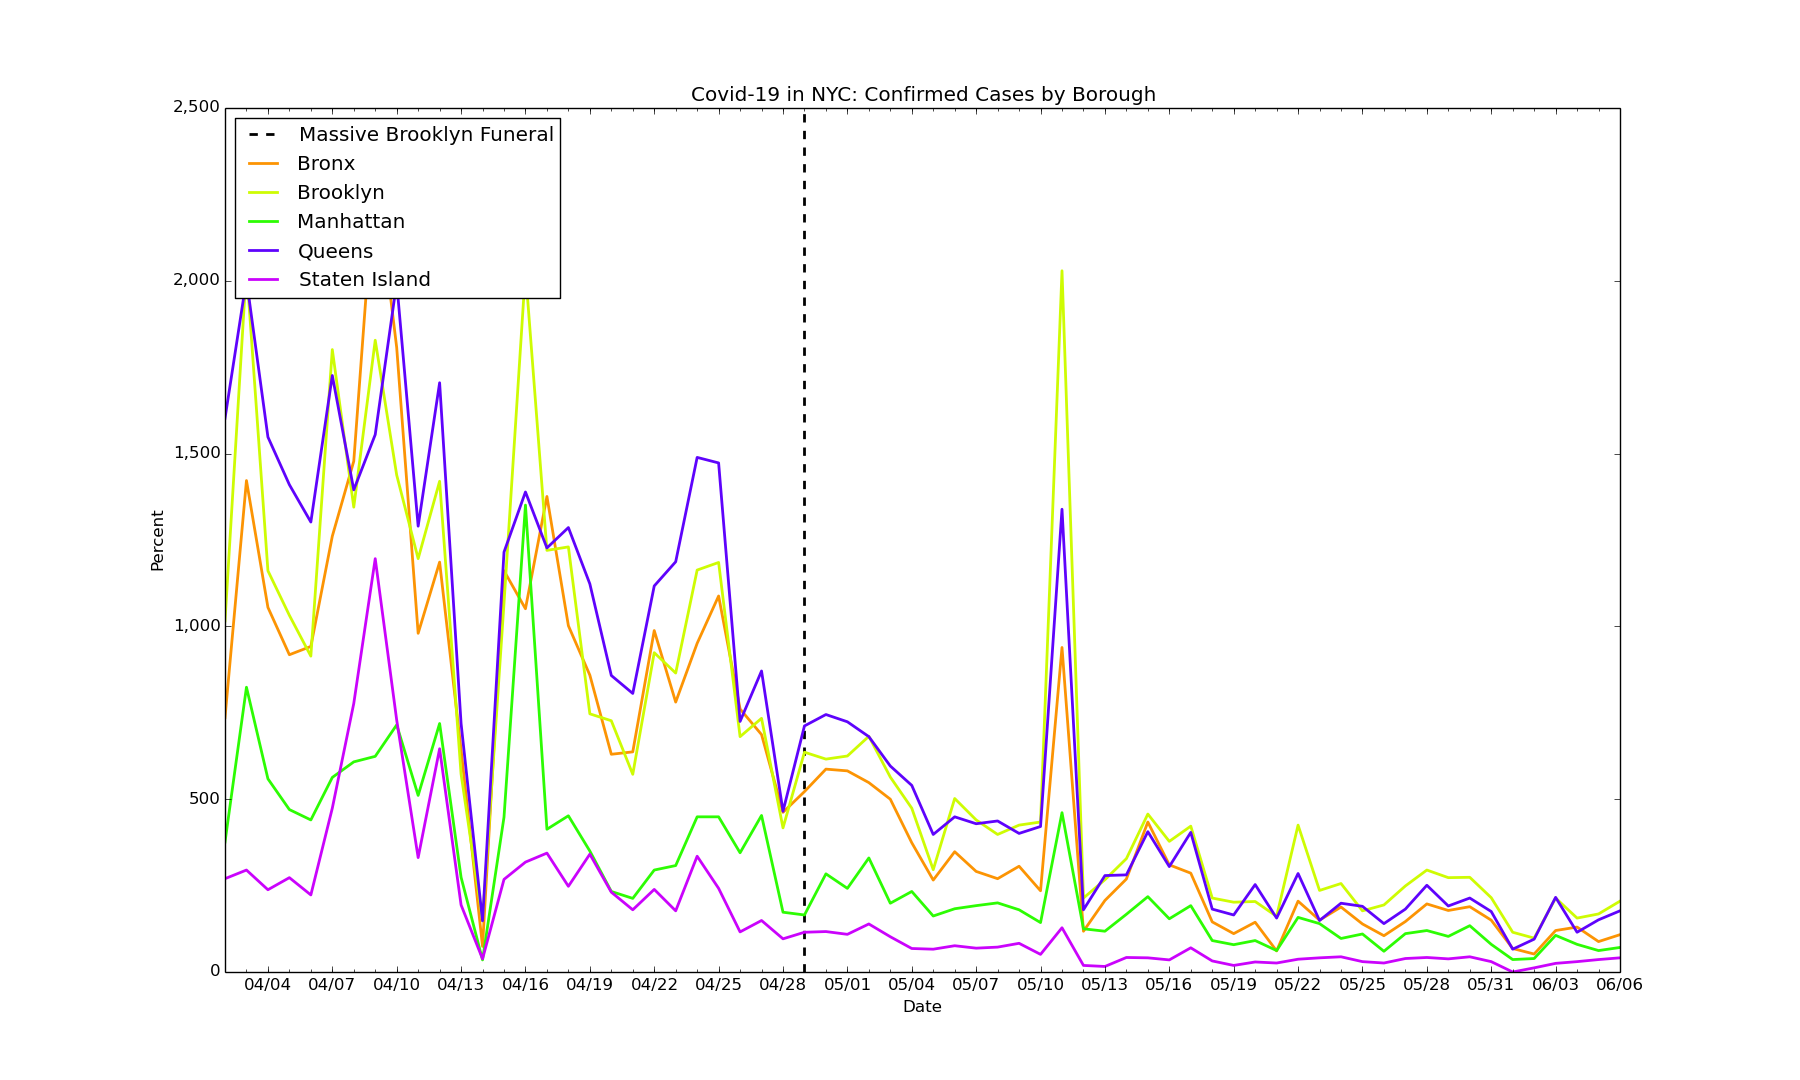 Covid-19 in NYC: Confirmed Cases by Borough
2,500
2,000
1,500
1,000
500
0
Percent
Massive Brooklyn Funeral
Bronx
Brooklyn
Manhattan
Queens
Staten Island
04/04 04/07 04/10 04/13 04/16 04/19 04/22 04/25 04/28 05/01 05/04 05/07 05/10 05/13 05/16 05/19 05/22 05/25 05/28 05/31 06/03 06/06
Date